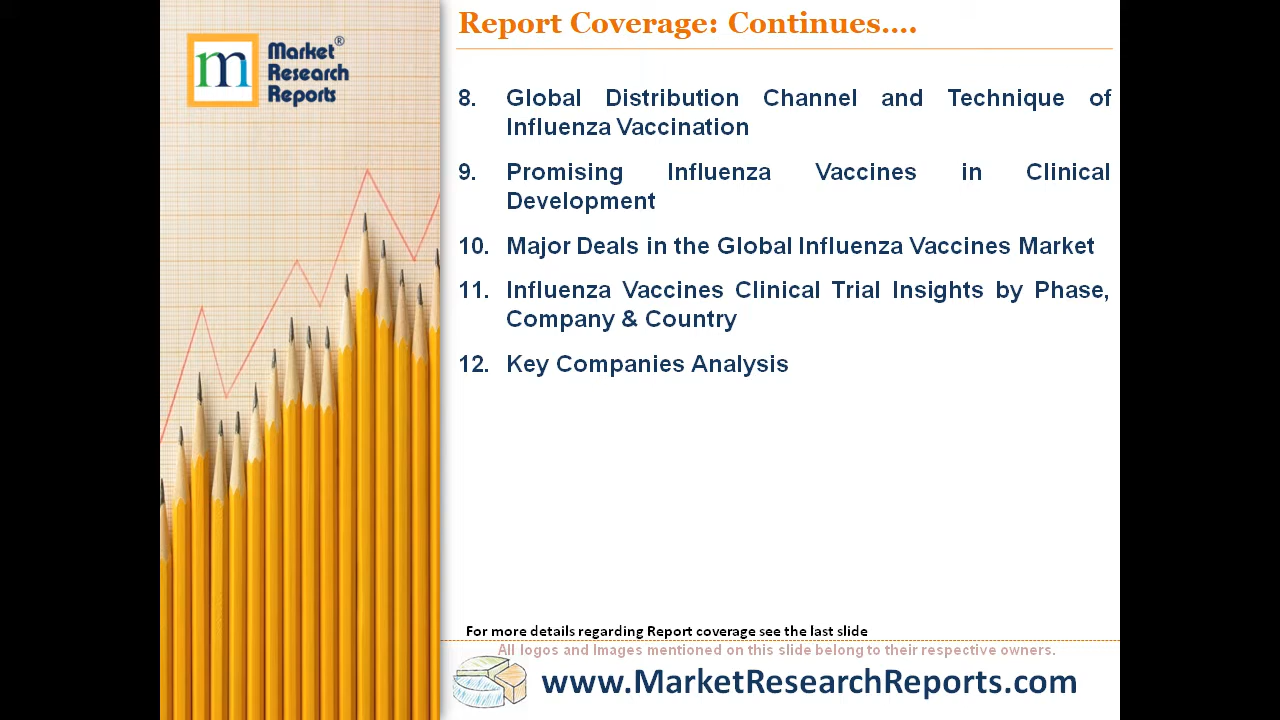 Report Coverage: Continues....
m
Market®
Research
Reports
8. Global Distribution Channel and Technique of
Influenza Vaccination
9. Promising Influenza Vaccines in Clinical
Development
10. Major Deals in the Global Influenza Vaccines Market
11. Influenza Vaccines Clinical Trial Insights by Phase,
Company & Country
12. Key Companies Analysis
For more details regarding Report coverage see the last slide
All logos and Images mentioned on this slide belong to their respective owners.
www.MarketResearchReports.com